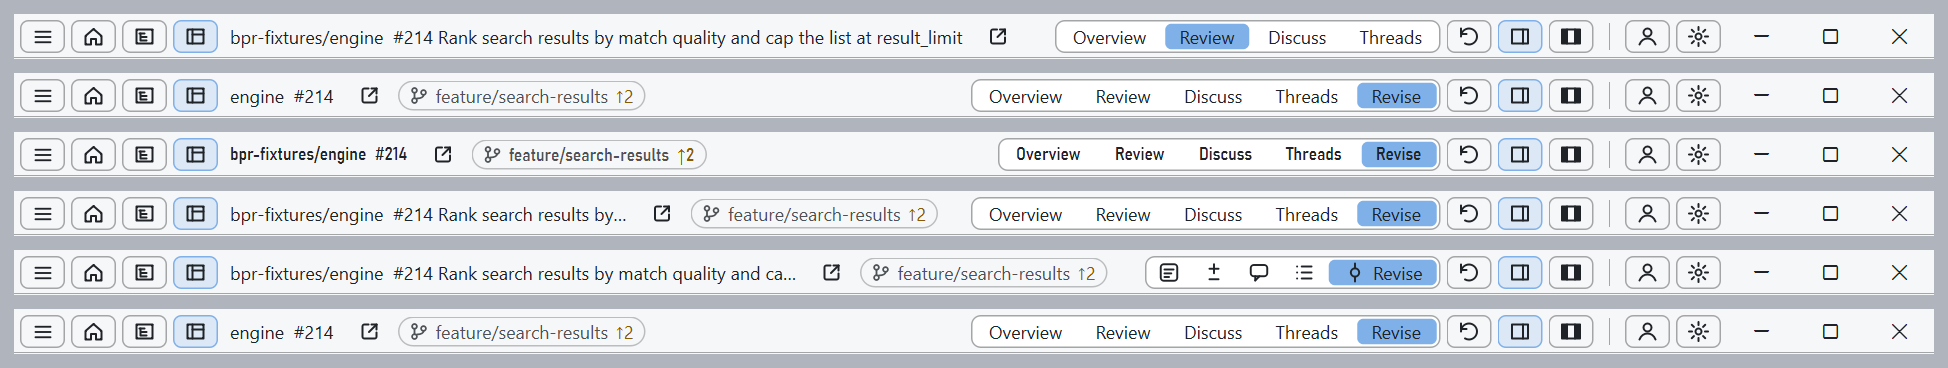 bpr-fixtures/engine #214 Rank search results by match quality and cap the list at result_limit Overview Review Discuss Threads
engine #214 feature/search-results ↑2 Overview Review Discuss Threads Revise
bpr-fixtures/engine #214 feature/search-results ↑2 Overview Review Discuss Threads Revise
bpr-fixtures/engine #214 Rank search results by... feature/search-results ↑2 Overview Review Discuss Threads Revise
bpr-fixtures/engine #214 Rank search results by match quality and ca... feature/search-results ↑2 Revise
engine #214 feature/search-results ↑2 Overview Review Discuss Threads Revise